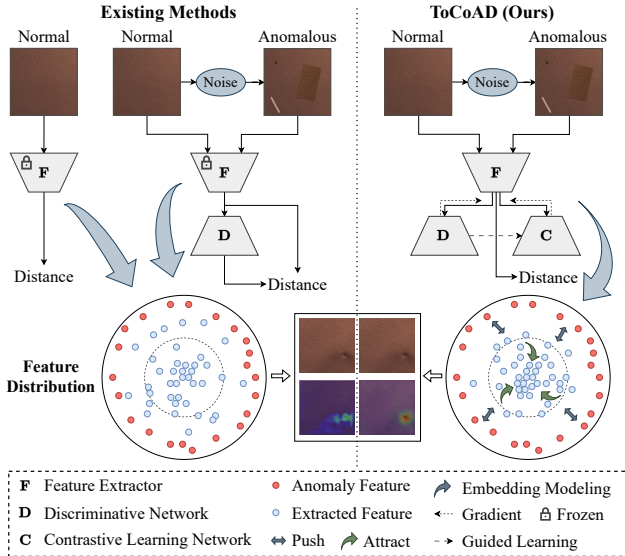 Existing Methods
ToCoAD (Ours)
Normal
Normal
Anomalous
Normal
Anomalous
Noise
Noise
F
F
F
D
D
C
Distance
Distance
Distance
Feature
Distribution
F Feature Extractor
Anomaly Feature
Embedding Modeling
D Discriminative Network
Extracted Feature
Gradient
Frozen
C Contrastive Learning Network
Push
Attract
Guided Learning